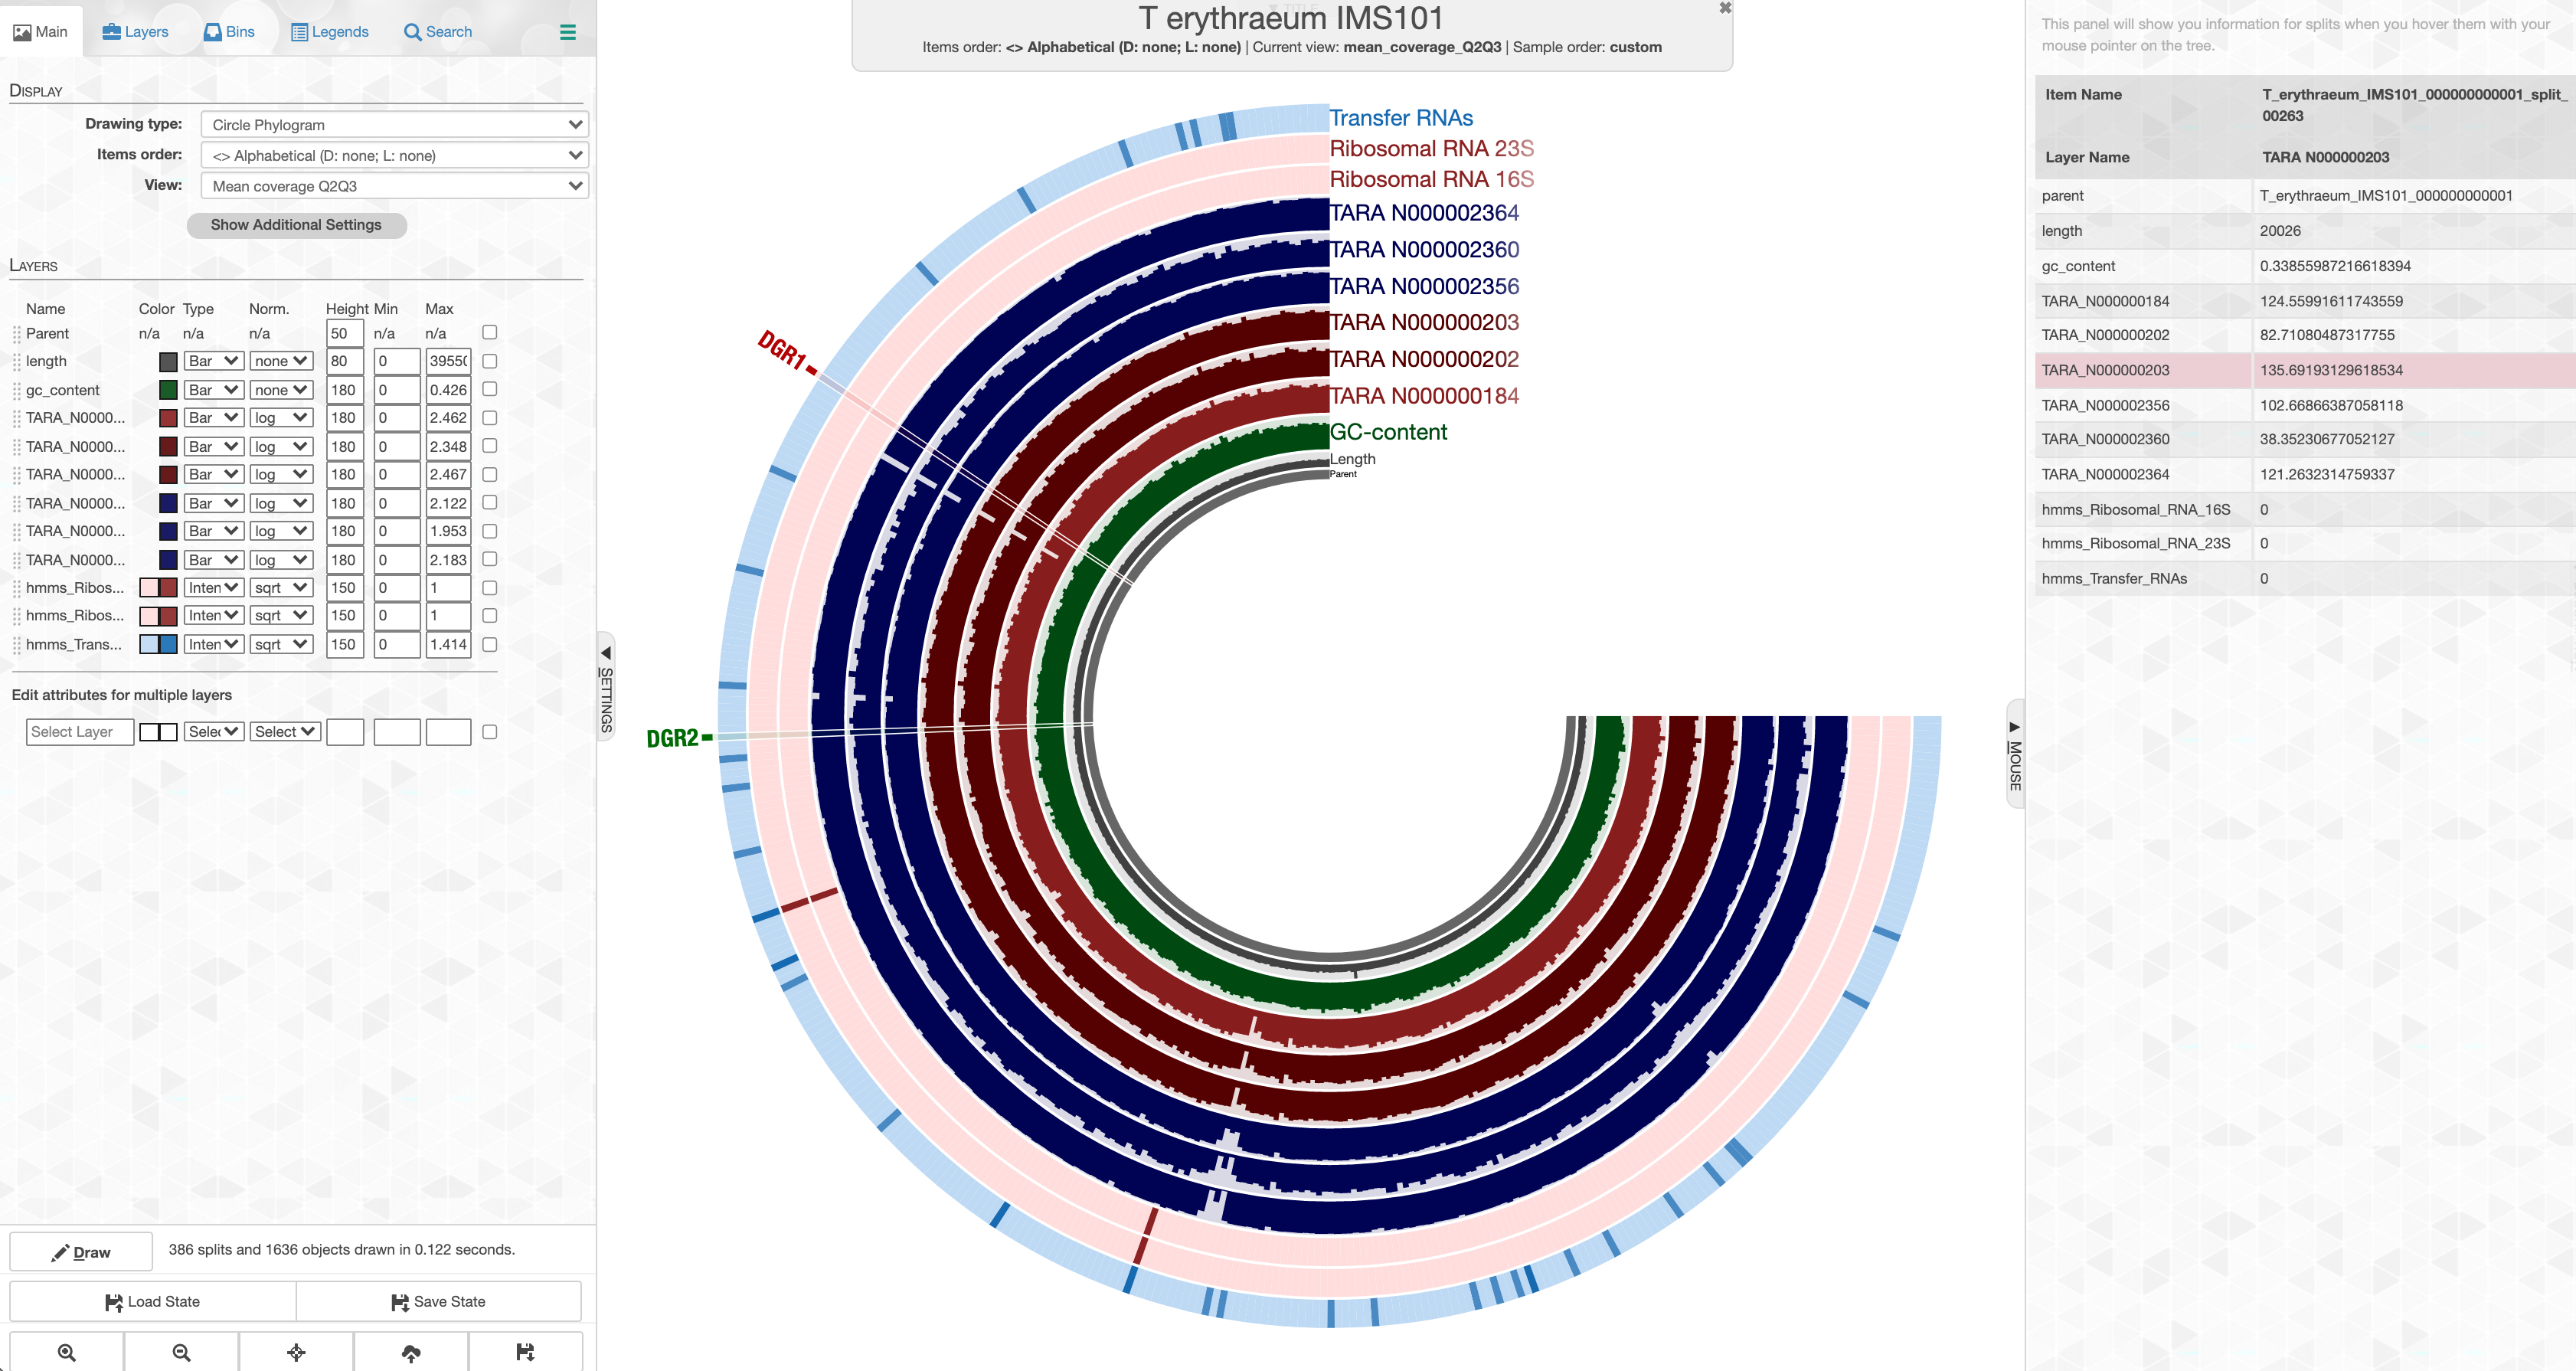 Main
Layers
Bins
Legends
Search
DISPLAY
Drawing type: Circle Phylogram
Items order: <> Alphabetical (D: none; L: none)
View: Mean coverage Q2Q3
Show Additional Settings
LAYERS
Name Color Type Norm. Height Min Max
Parent n/a n/a n/a 50 n/a n/a
length Bar none 80 0 3955(
gc_content Bar none 180 0 0.426
TARA_N0000... Bar log 180 0 2.462
TARA_N0000... Bar log 180 0 2.348
TARA_N0000... Bar log 180 0 2.467
TARA_N0000... Bar log 180 0 2.122
TARA_N0000... Bar log 180 0 1.953
TARA_N0000... Bar log 180 0 2.183
hmms_Ribos... Inten sqrt 150 0 1
hmms_Ribos... Inten sqrt 150 0 1
hmms_Trans... Inten sqrt 150 0 1.414
Edit attributes for multiple layers
Select Layer Selec Select
Draw
386 splits and 1636 objects drawn in 0.122 seconds.
Load State
Save State
SETTINGS
T erythraeum IMS101
Items order: <> Alphabetical (D: none; L: none) | Current view: mean_coverage_Q2Q3 | Sample order: custom
Transfer RNAs
Ribosomal RNA 23S
Ribosomal RNA 16S
TARA N000002364
TARA N000002360
TARA N000002356
TARA N000000203
TARA N000000202
TARA N000000184
GC-content
Length
Parent
DGR1
DGR2
MOUSE
This panel will show you information for splits when you hover them with your
mouse pointer on the tree.
Item Name T_erythraeum_IMS101_000000000001_split_
00263
Layer Name TARA N000000203
parent T_erythraeum_IMS101_000000000001
length 20026
gc_content 0.33855987216618394
TARA_N000000184 124.55991611743559
TARA_N000000202 82.71080487317755
TARA_N000000203 135.69193129618534
TARA_N000002356 102.66866387058118
TARA_N000002360 38.35230677052127
TARA_N000002364 121.2632314759337
hmms_Ribosomal_RNA_16S 0
hmms_Ribosomal_RNA_23S 0
hmms_Transfer_RNAs 0